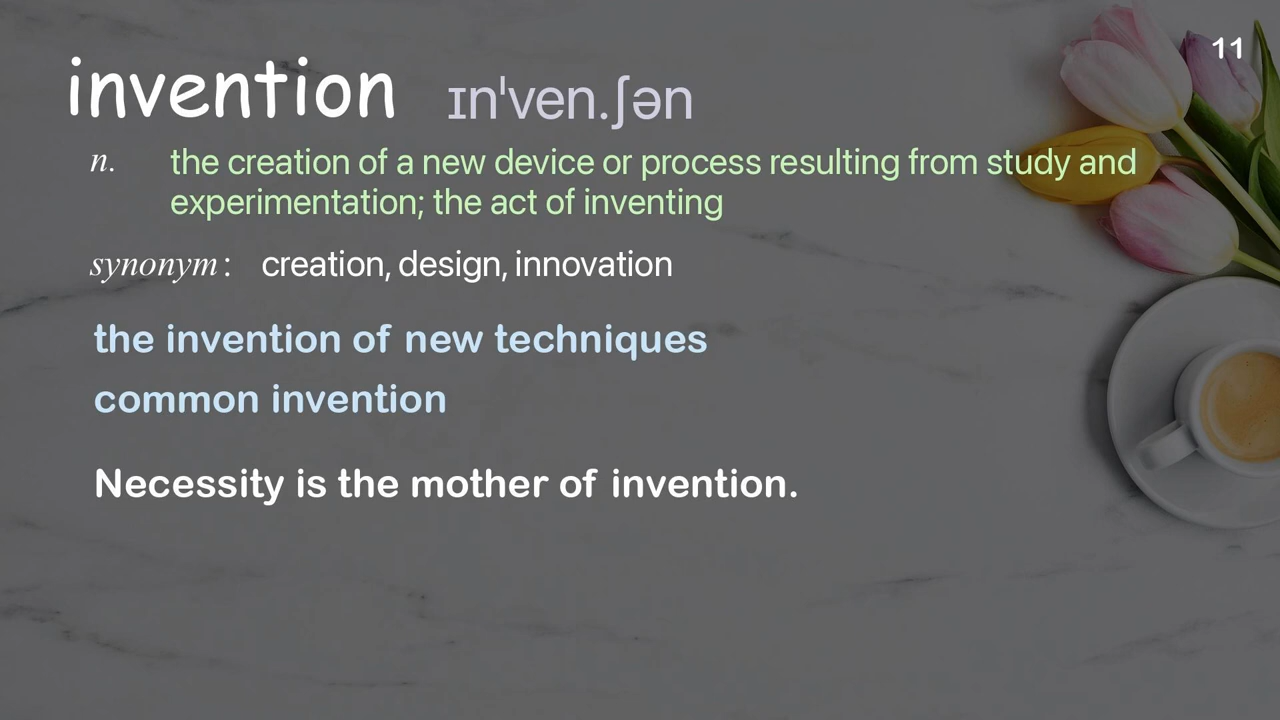 11
invention ɪnˈven.ʃən
n. the creation of a new device or process resulting from study and
experimentation; the act of inventing
synonym : creation, design, innovation
the invention of new techniques
common invention
Necessity is the mother of invention.